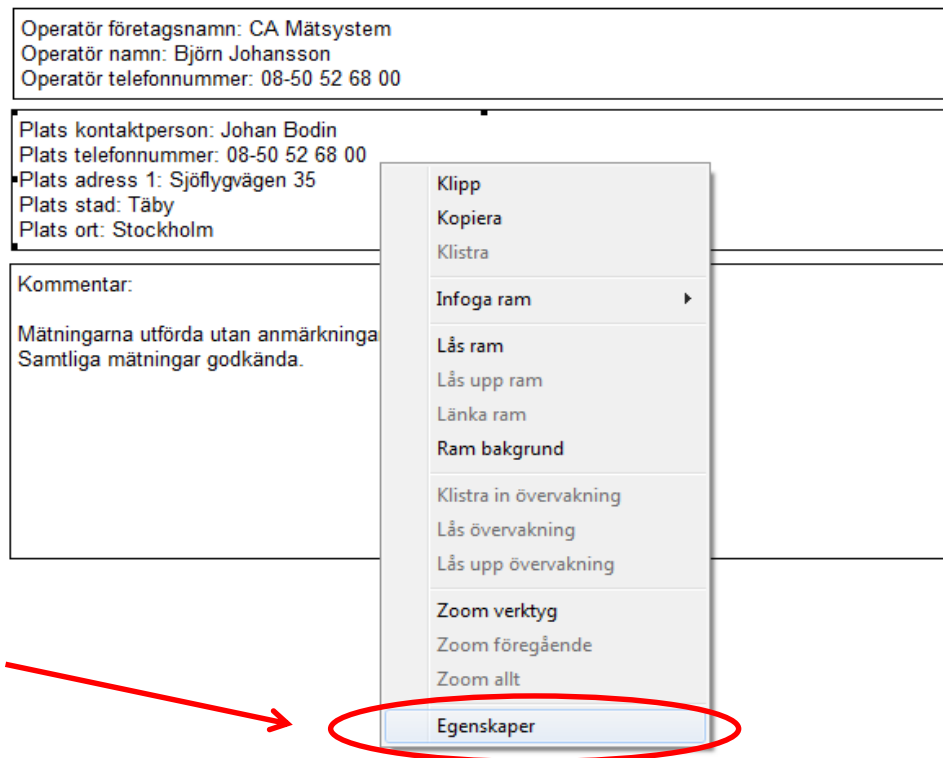 Operatör företagsnamn: CA Mätsystem
Operatör namn: Björn Johansson
Operatör telefonnummer: 08-50 52 68 00
Plats kontaktperson: Johan Bodin
Plats telefonnummer: 08-50 52 68 00
Plats adress 1: Sjöflygvägen 35
Plats stad: Täby
Plats ort: Stockholm
Kommentar:
Mätningarna utförda utan anmärkningar
Samtliga mätningar godkända.
Klipp
Kopiera
Klistra
Infoga ram
Lås ram
Lås upp ram
Länka ram
Ram bakgrund
Klistra in övervakning
Lås övervakning
Lås upp övervakning
Zoom verktyg
Zoom föregående
Zoom allt
Egenskaper